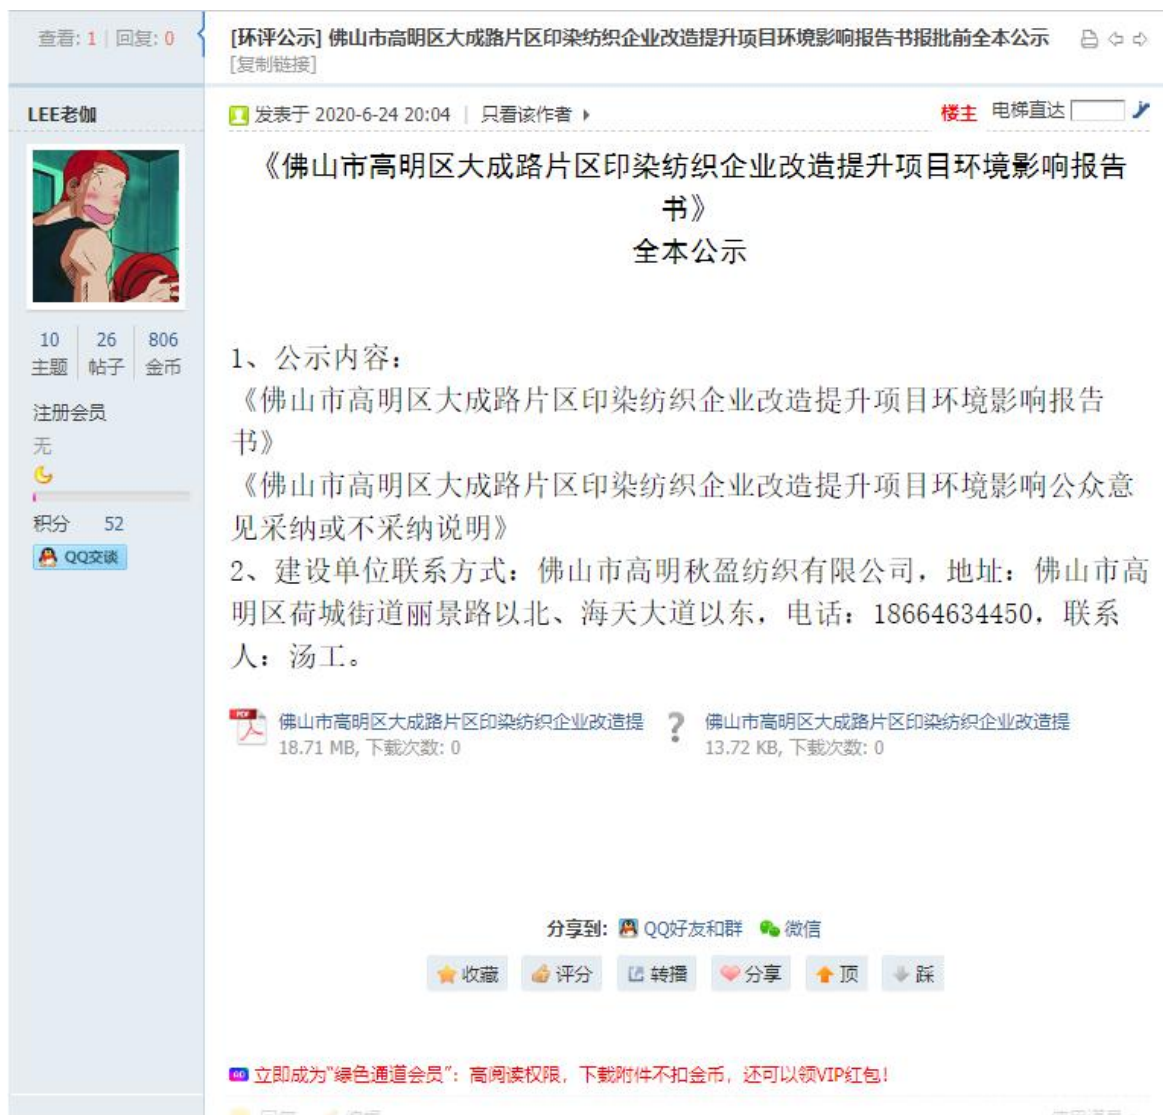 查看: 1 | 回复: 0
[环评公示] 佛山市高明区大成路片区印染纺织企业改造提升项目环境影响报告书报批前全本公示
[复制链接]
LEE老伽
发表于 2020-6-24 20:04 | 只看该作者
楼主 电梯直达
《佛山市高明区大成路片区印染纺织企业改造提升项目环境影响报告
书》
全本公示
10 26 806
主题 帖子 金币
注册会员
无
积分 52
QQ交谈
1、公示内容：
《佛山市高明区大成路片区印染纺织企业改造提升项目环境影响报告
书》
《佛山市高明区大成路片区印染纺织企业改造提升项目环境影响公众意
见采纳或不采纳说明》
2、建设单位联系方式：佛山市高明秋盈纺织有限公司，地址：佛山市高
明区荷城街道丽景路以北、海天大道以东，电话：18664634450，联系
人：汤工。
PDF
佛山市高明区大成路片区印染纺织企业改造提
18.71 MB, 下载次数: 0
佛山市高明区大成路片区印染纺织企业改造提
13.72 KB, 下载次数: 0
分享到: QQ好友和群 微信
收藏 评分 转播 分享 顶 踩
AD 立即成为"绿色通道会员"：高阅读权限，下载附件不扣金币，还可以领VIP红包!